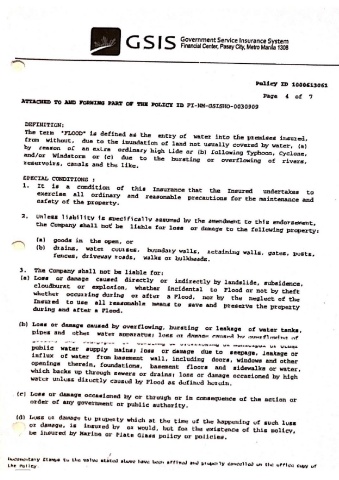 GSIS Government Service Insurance System
Financial Center, Pasay City, Metro Manila 1308
Policy ID 1000613061
Page 4 of 7
ATTACHED TO AND FORMING PART OF THE POLICY ID FI-NM-GSISHO-0030909
DEFINITION:
The term "FLOOD" is defined as the entry of water into the premises insured,
from without, due to the inundation of land not usually covered by water, (a)
by reason of an extra ordinary high tide or (b) following Typhoon, Cyclone,
and/or Windstorm or (c) due to the bursting or overflowing of rivers,
reservoirs, canals and the like.
SPECIAL CONDITIONS :
1. It is a condition of this Insurance that the Insured undertakes to
exercise all ordinary and reasonable precautions for the maintenance and
safety of the property.
2. Unless liability is specifically assumed by the amendment to this endorsement,
the Company shall not be liable for loss or damage to the following property:
(a) goods in the open, or
(b) drains, water courses, boundary walls, retaining walls, gates, posts,
fences, driveway roads, walks or bulkheads.
3. The Company shall not be liable for:
(a) Loss or damage caused directly or indirectly by landslide, subsidence,
cloudburst or explosion, whether incidental to Flood or not by theft
whether occurring during or after a Flood, nor by the neglect of the
Insured to use all reasonable means to save and preserve the property
during and after a Flood.
(b) Loss or damage caused by overflowing, bursting or leakage of water tanks,
pipes and other water apparatus; loss or damage caused by overflowing of
public water supply mains; loss or damage due to seepage, leakage or
influx of water from basement wall, including doors, windows and other
openings therein, foundations, basement floors and sidewalks or water,
which backs up through sewers or drains; loss or damage occasioned by high
water unless directly caused by Flood as defined herein.
(c) Loss or damage occasioned by or through or in consequence of the action or
order of any government or public authority.
(d) Loss or damage to property which at the time of the happening of such loss
or damage, is insured by or would, but for the existence of this policy,
be insured by Marine or Plate Glass policy or policies.
Documentary Stamps to the value stated above have been affixed and properly cancelled on the office copy of
the Policy.